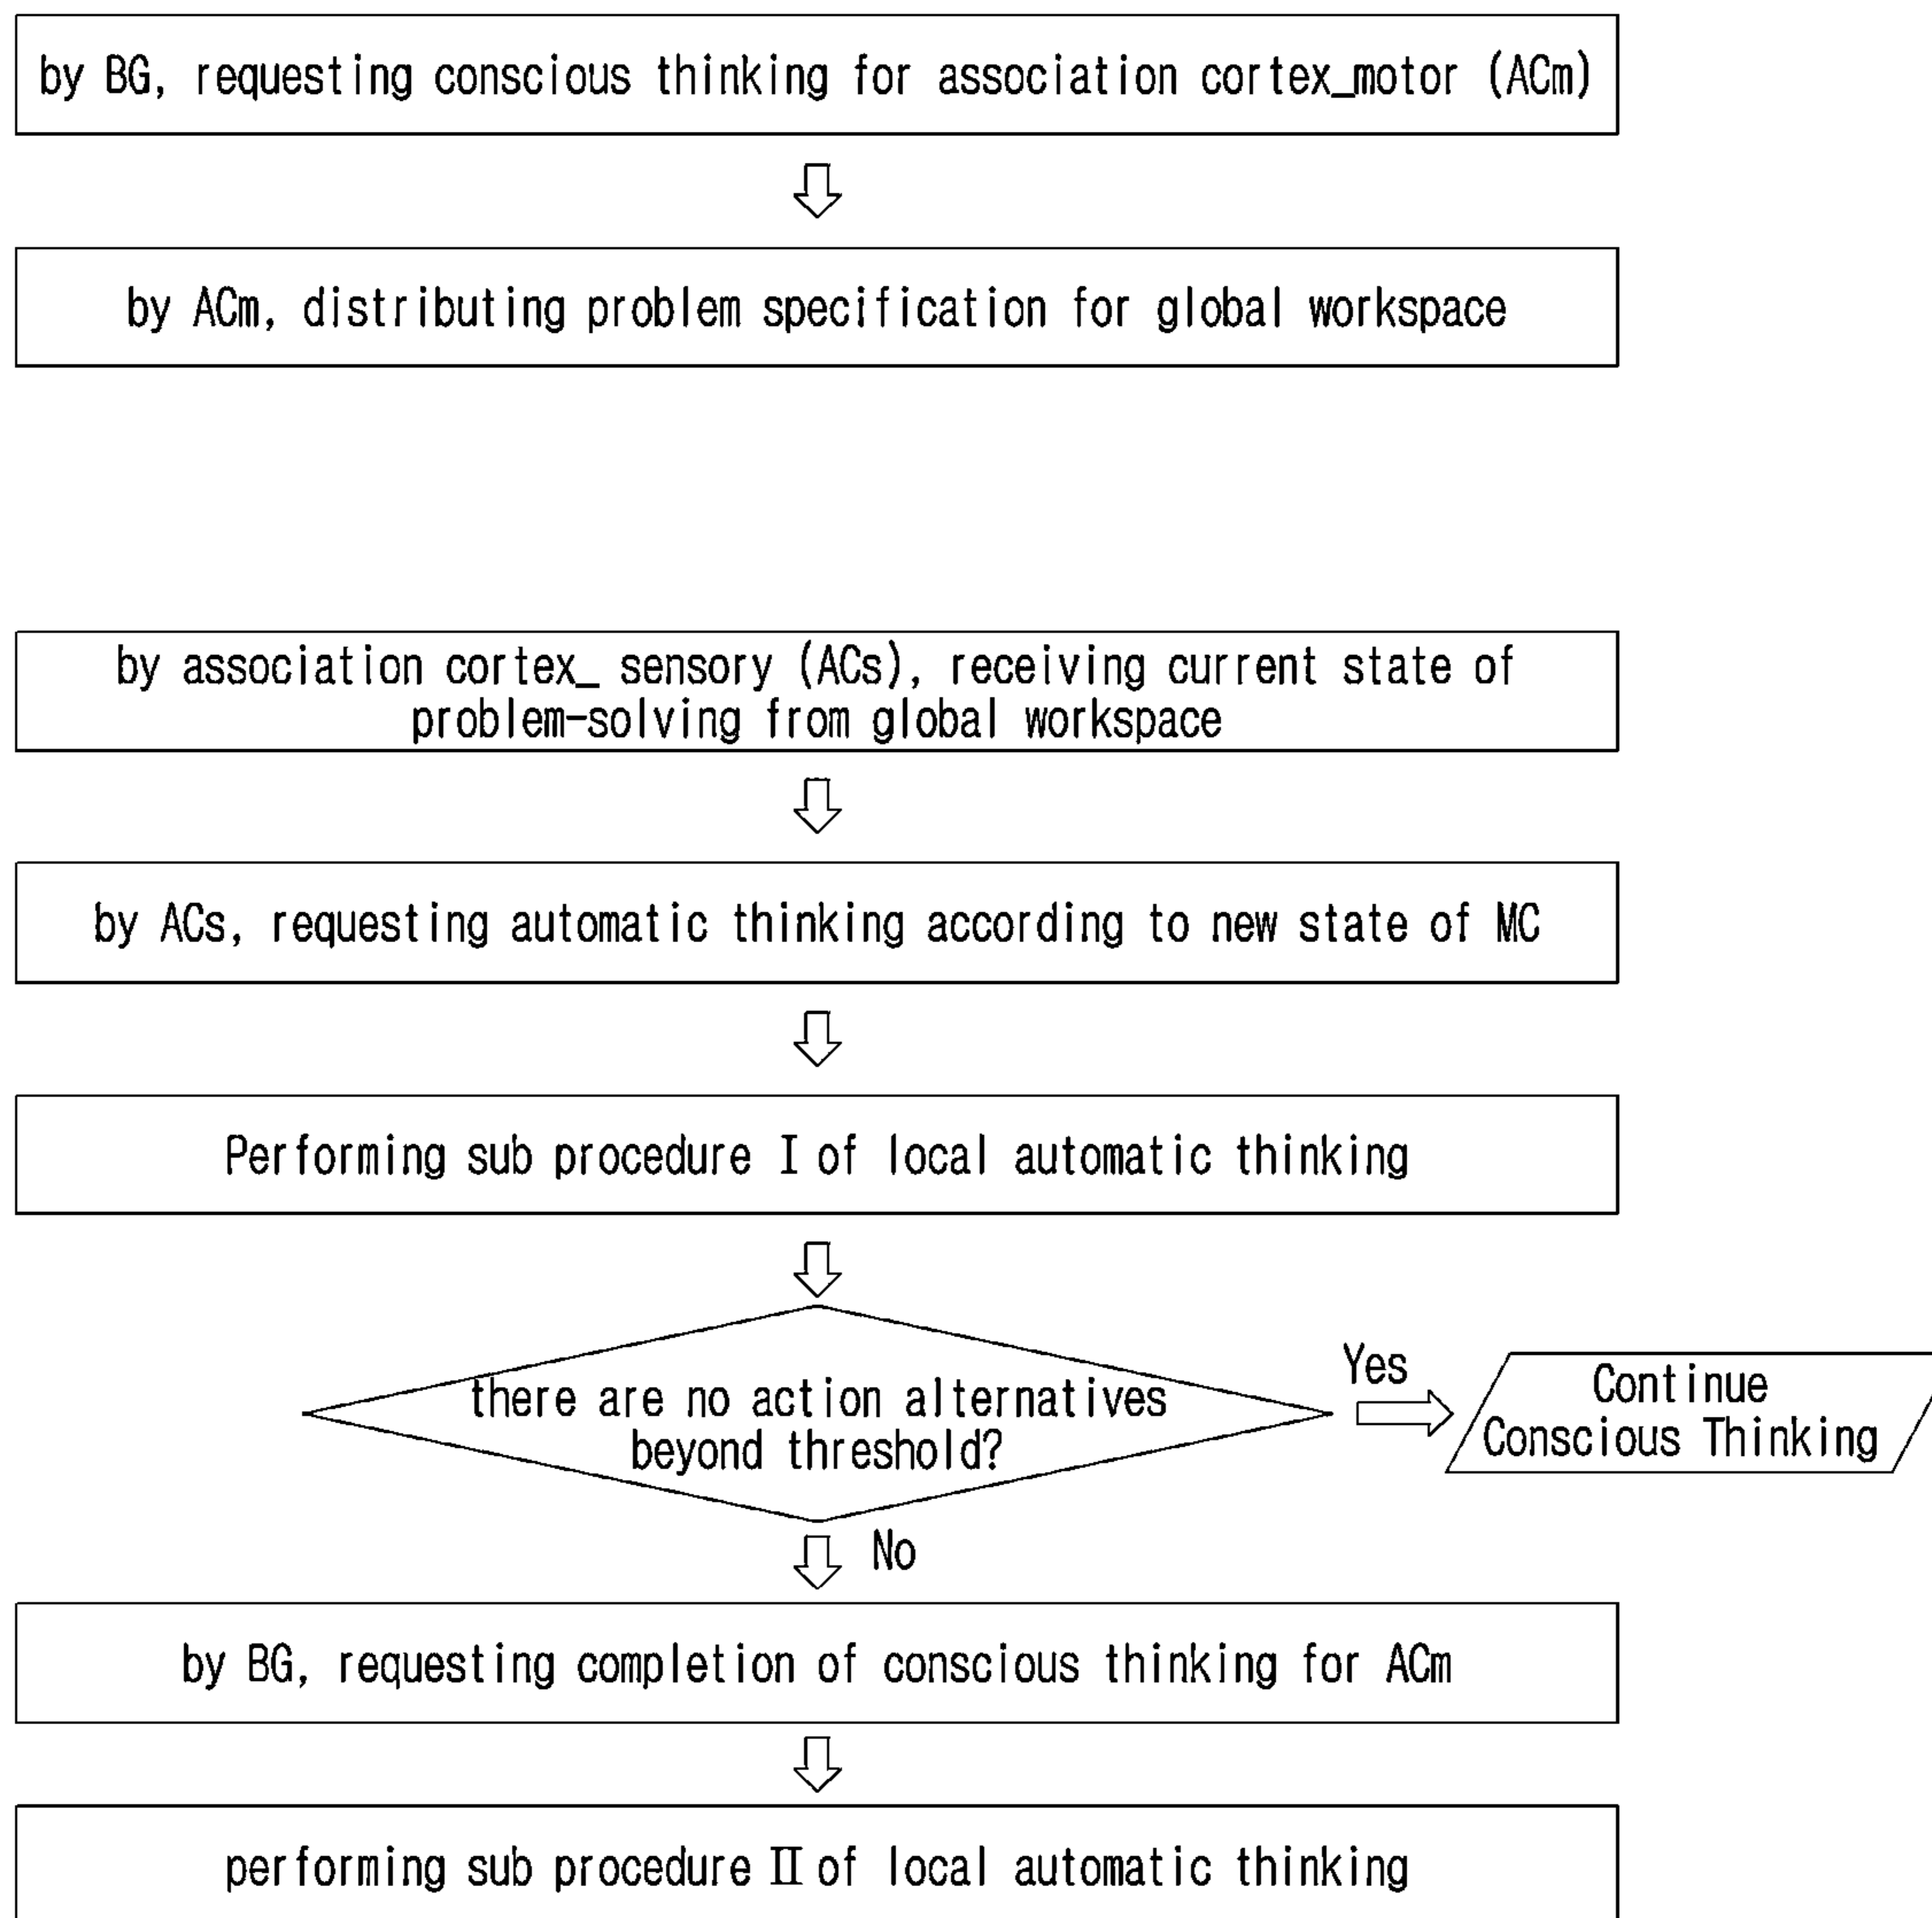 by BG, requesting conscious thinking for association cortex_motor (ACm)
by ACm, distributing problem specification for global workspace
by association cortex_ sensory (ACs), receiving current state of
problem-solving from global workspace
by ACs, requesting automatic thinking according to new state of MC
Performing sub procedure Ⅰ of local automatic thinking
there are no action alternatives
beyond threshold?
Yes
Continue
Conscious Thinking
No
by BG, requesting completion of conscious thinking for ACm
performing sub procedure Ⅱ of local automatic thinking